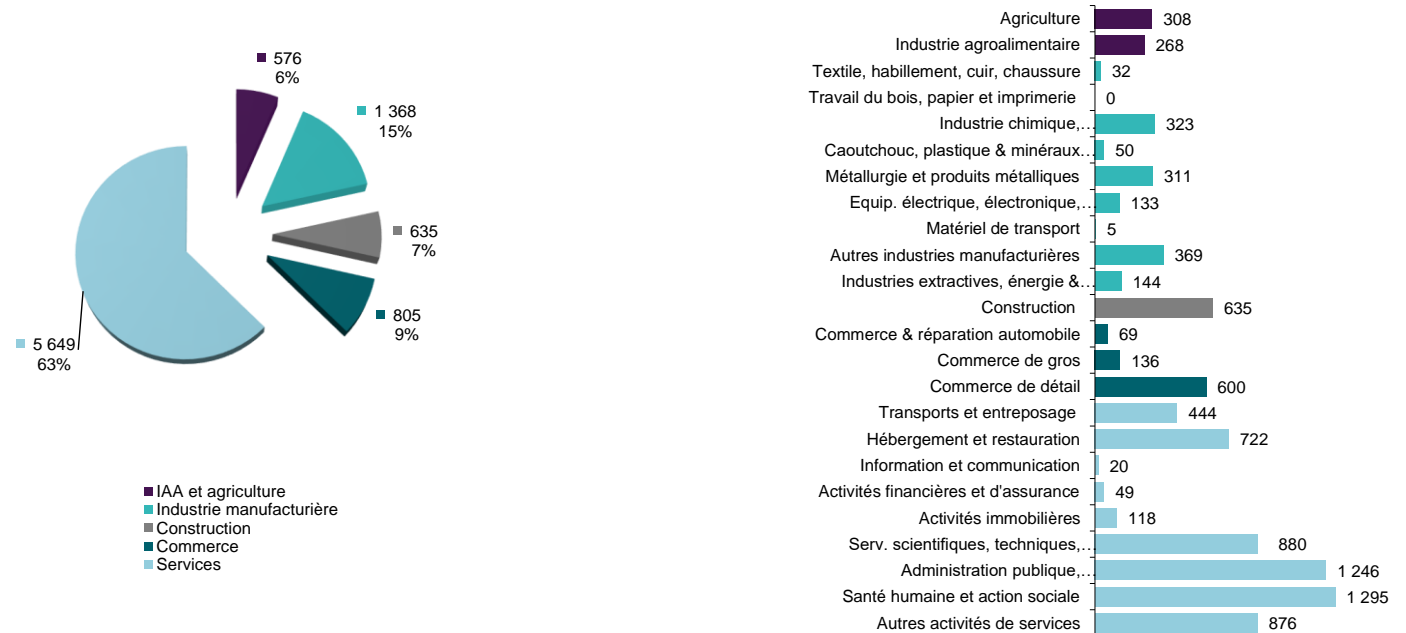 576
6%
1 368
15%
635
7%
805
9%
5 649
63%
IAA et agriculture
Industrie manufacturière
Construction
Commerce
Services
Agriculture 308
Industrie agroalimentaire 268
Textile, habillement, cuir, chaussure 32
Travail du bois, papier et imprimerie 0
Industrie chimique,... 323
Caoutchouc, plastique & minéraux... 50
Métallurgie et produits métalliques 311
Equip. électrique, électronique,... 133
Matériel de transport 5
Autres industries manufacturières 369
Industries extractives, énergie &... 144
Construction 635
Commerce & réparation automobile 69
Commerce de gros 136
Commerce de détail 600
Transports et entreposage 444
Hébergement et restauration 722
Information et communication 20
Activités financières et d'assurance 49
Activités immobilières 118
Serv. scientifiques, techniques,... 880
Administration publique,... 1 246
Santé humaine et action sociale 1 295
Autres activités de services 876